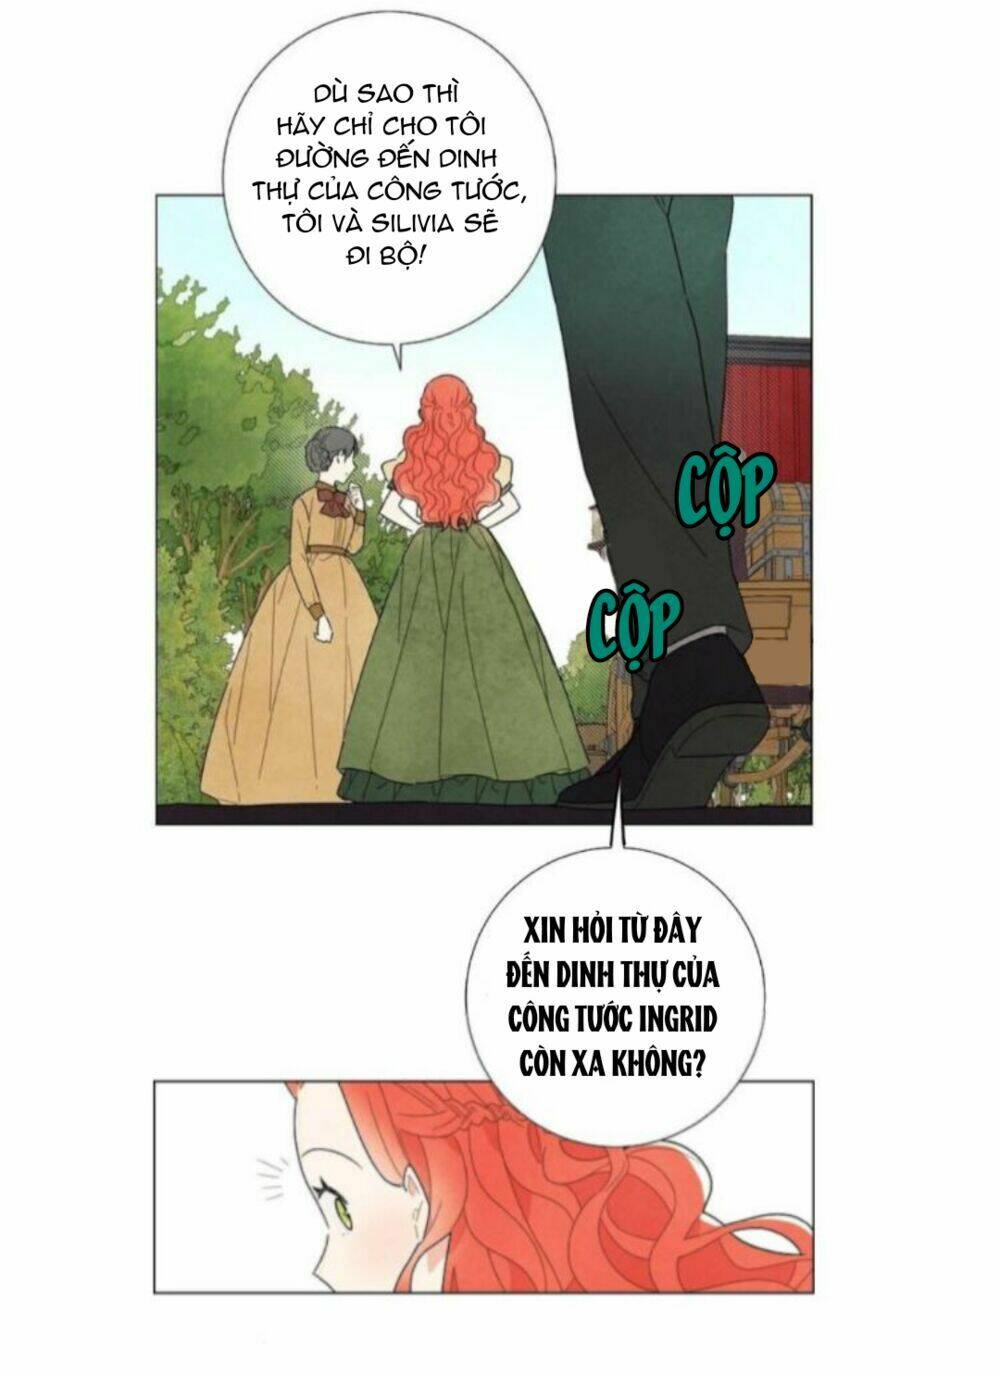 DÙ SAO THÌ
HÃY CHỈ CHO TÔI
ĐƯỜNG ĐẾN DINH
THỰ CỦA CÔNG TƯỚC,
TÔI VÀ SILIVIA SẼ
ĐI BỘ!
CỘP
CỘP
XIN HỎI TỪ ĐÂY
ĐẾN DINH THỰ CỦA
CÔNG TƯỚC INGRID
CÒN XA KHÔNG?